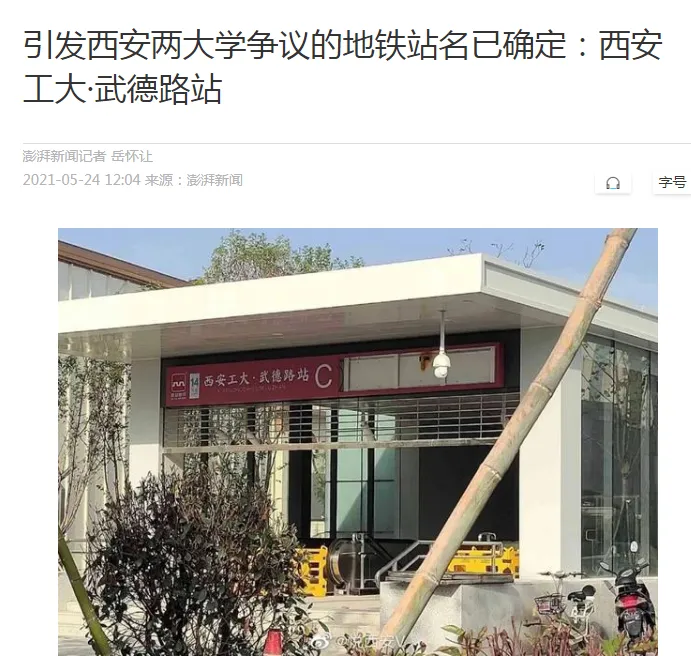 引发西安两大学争议的地铁站名已确定：西安
工大·武德路站
澎湃新闻记者 岳怀让
2021-05-24 12:04 来源：澎湃新闻
字号
14
西安工大·武德路站 C
@说西安V